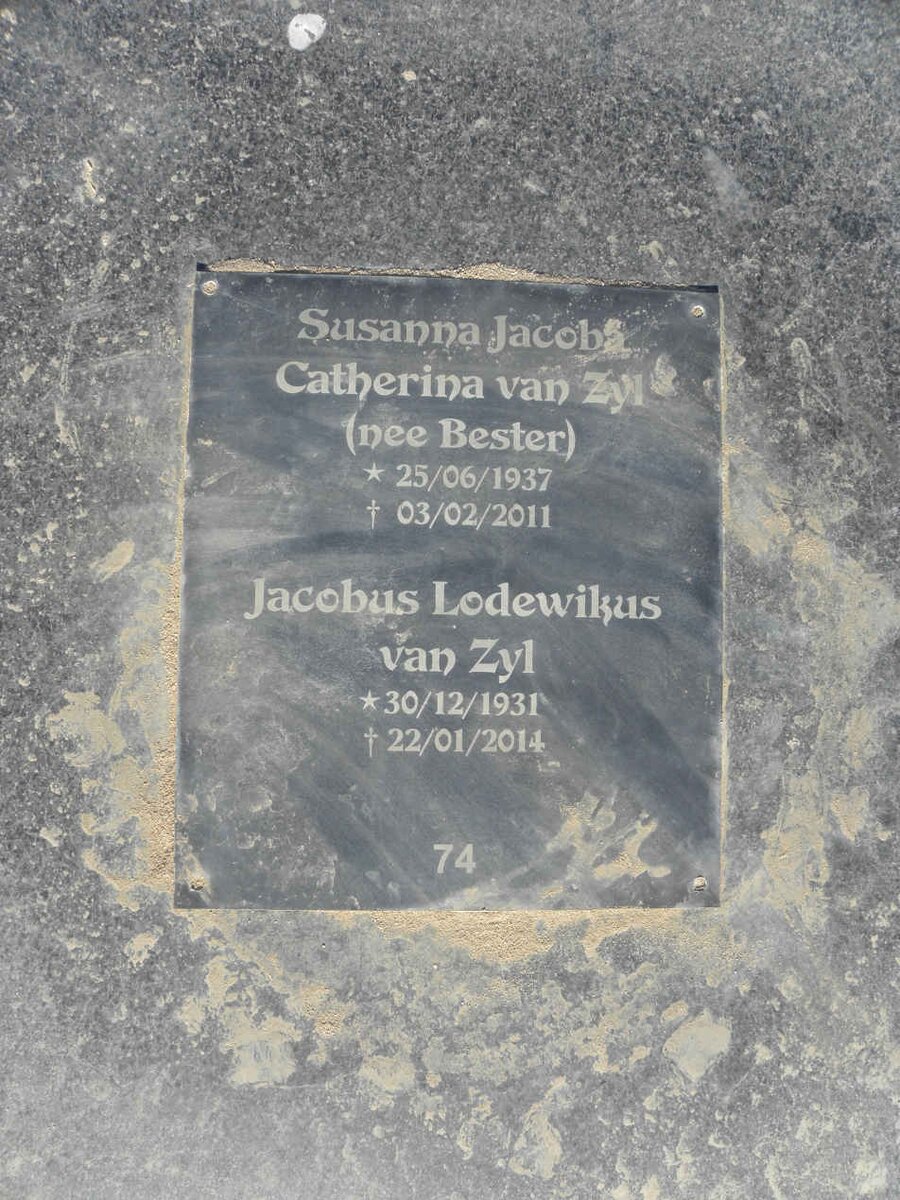 Susanna Jacoba
Catherina van Zyl
(nee Bester)
★ 25/06/1937
† 03/02/2011
Jacobus Lodewikus
van Zyl
★ 30/12/1931
† 22/01/2014
74